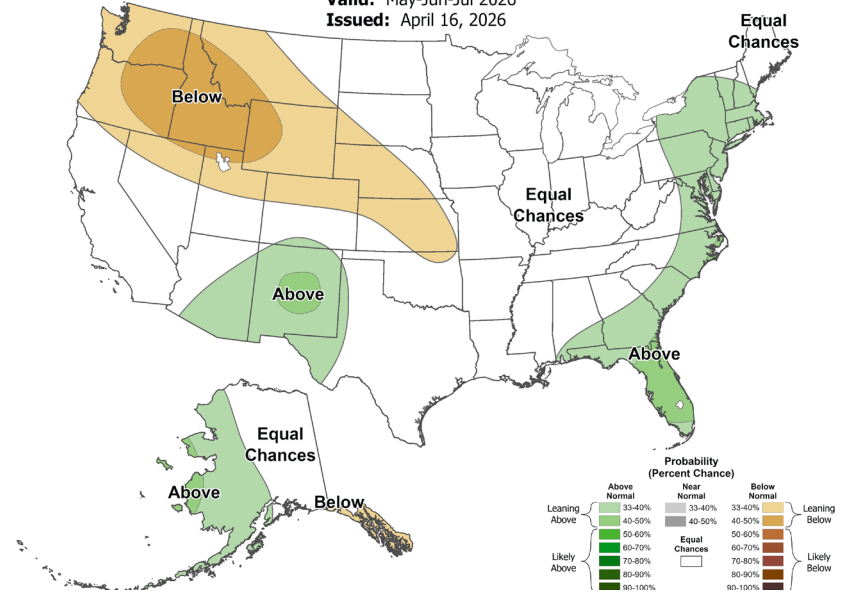 Valid: May-Jun-Jul 2026
Issued: April 16, 2026
Equal
Chances
Below
Equal
Chances
Above
Above
Equal
Chances
Above
Below
Probability
(Percent Chance)
Above
Normal
Near
Normal
Below
Normal
Leaning
Above
33-40%
33-40%
33-40%
Leaning
Below
40-50%
40-50%
40-50%
Likely
Above
50-60%
Equal
Chances
50-60%
Likely
Below
60-70%
60-70%
70-80%
70-80%
80-90%
80-90%
90-100%
90-100%